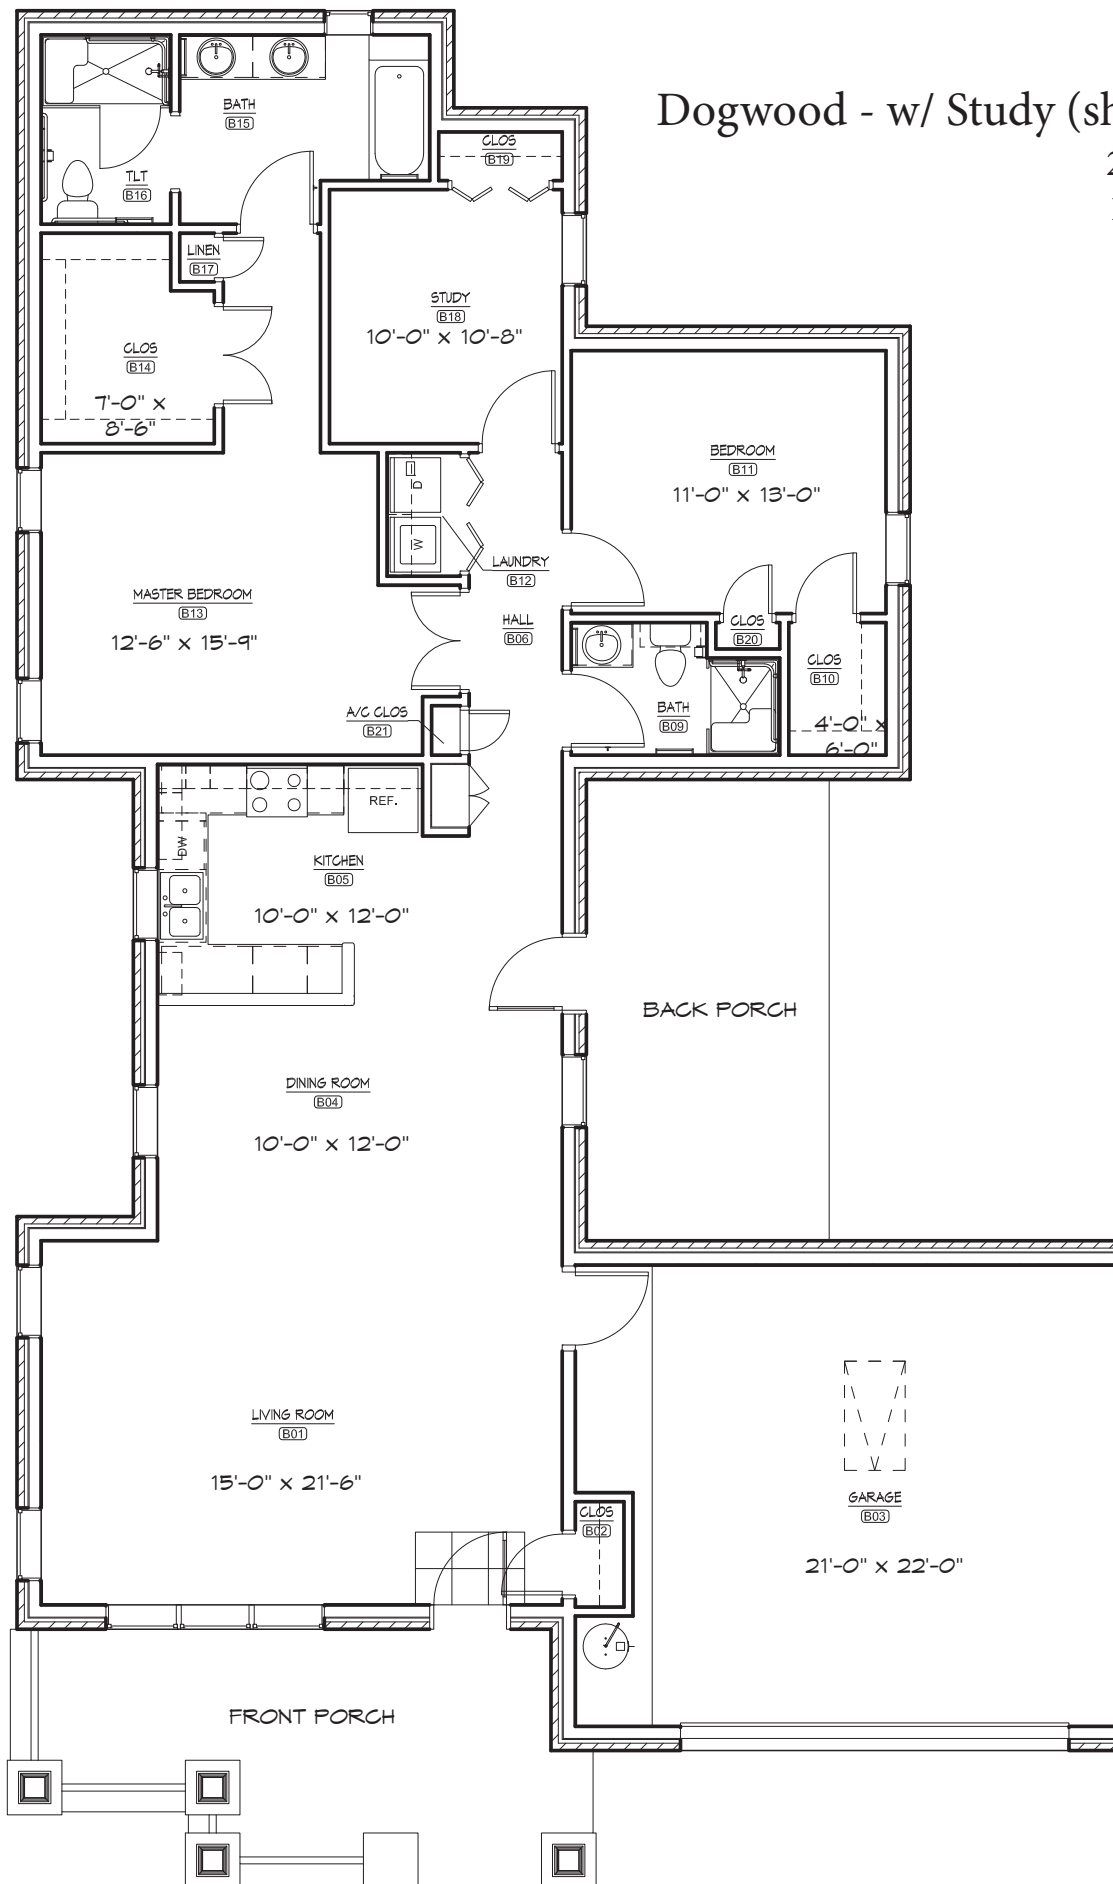 Dogwood - w/ Study (sh
2
CLOS
B19
BATH
B15
TLT
B16
LINEN
B17
STUDY
B18
10'-0" x 10'-8"
CLOS
B14
7'-0" x
8'-6"
BEDROOM
B11
11'-0" x 13'-0"
D
W
LAUNDRY
B12
MASTER BEDROOM
B13
12'-6" x 15'-9"
HALL
B06
CLOS
B20
CLOS
B10
4'-0" x
6'-0"
BATH
B09
A/C CLOS
B21
REF.
DW
KITCHEN
B05
10'-0" x 12'-0"
BACK PORCH
DINING ROOM
B04
10'-0" x 12'-0"
LIVING ROOM
B01
15'-0" x 21'-6"
CLOS
B02
GARAGE
B03
21'-0" x 22'-0"
FRONT PORCH